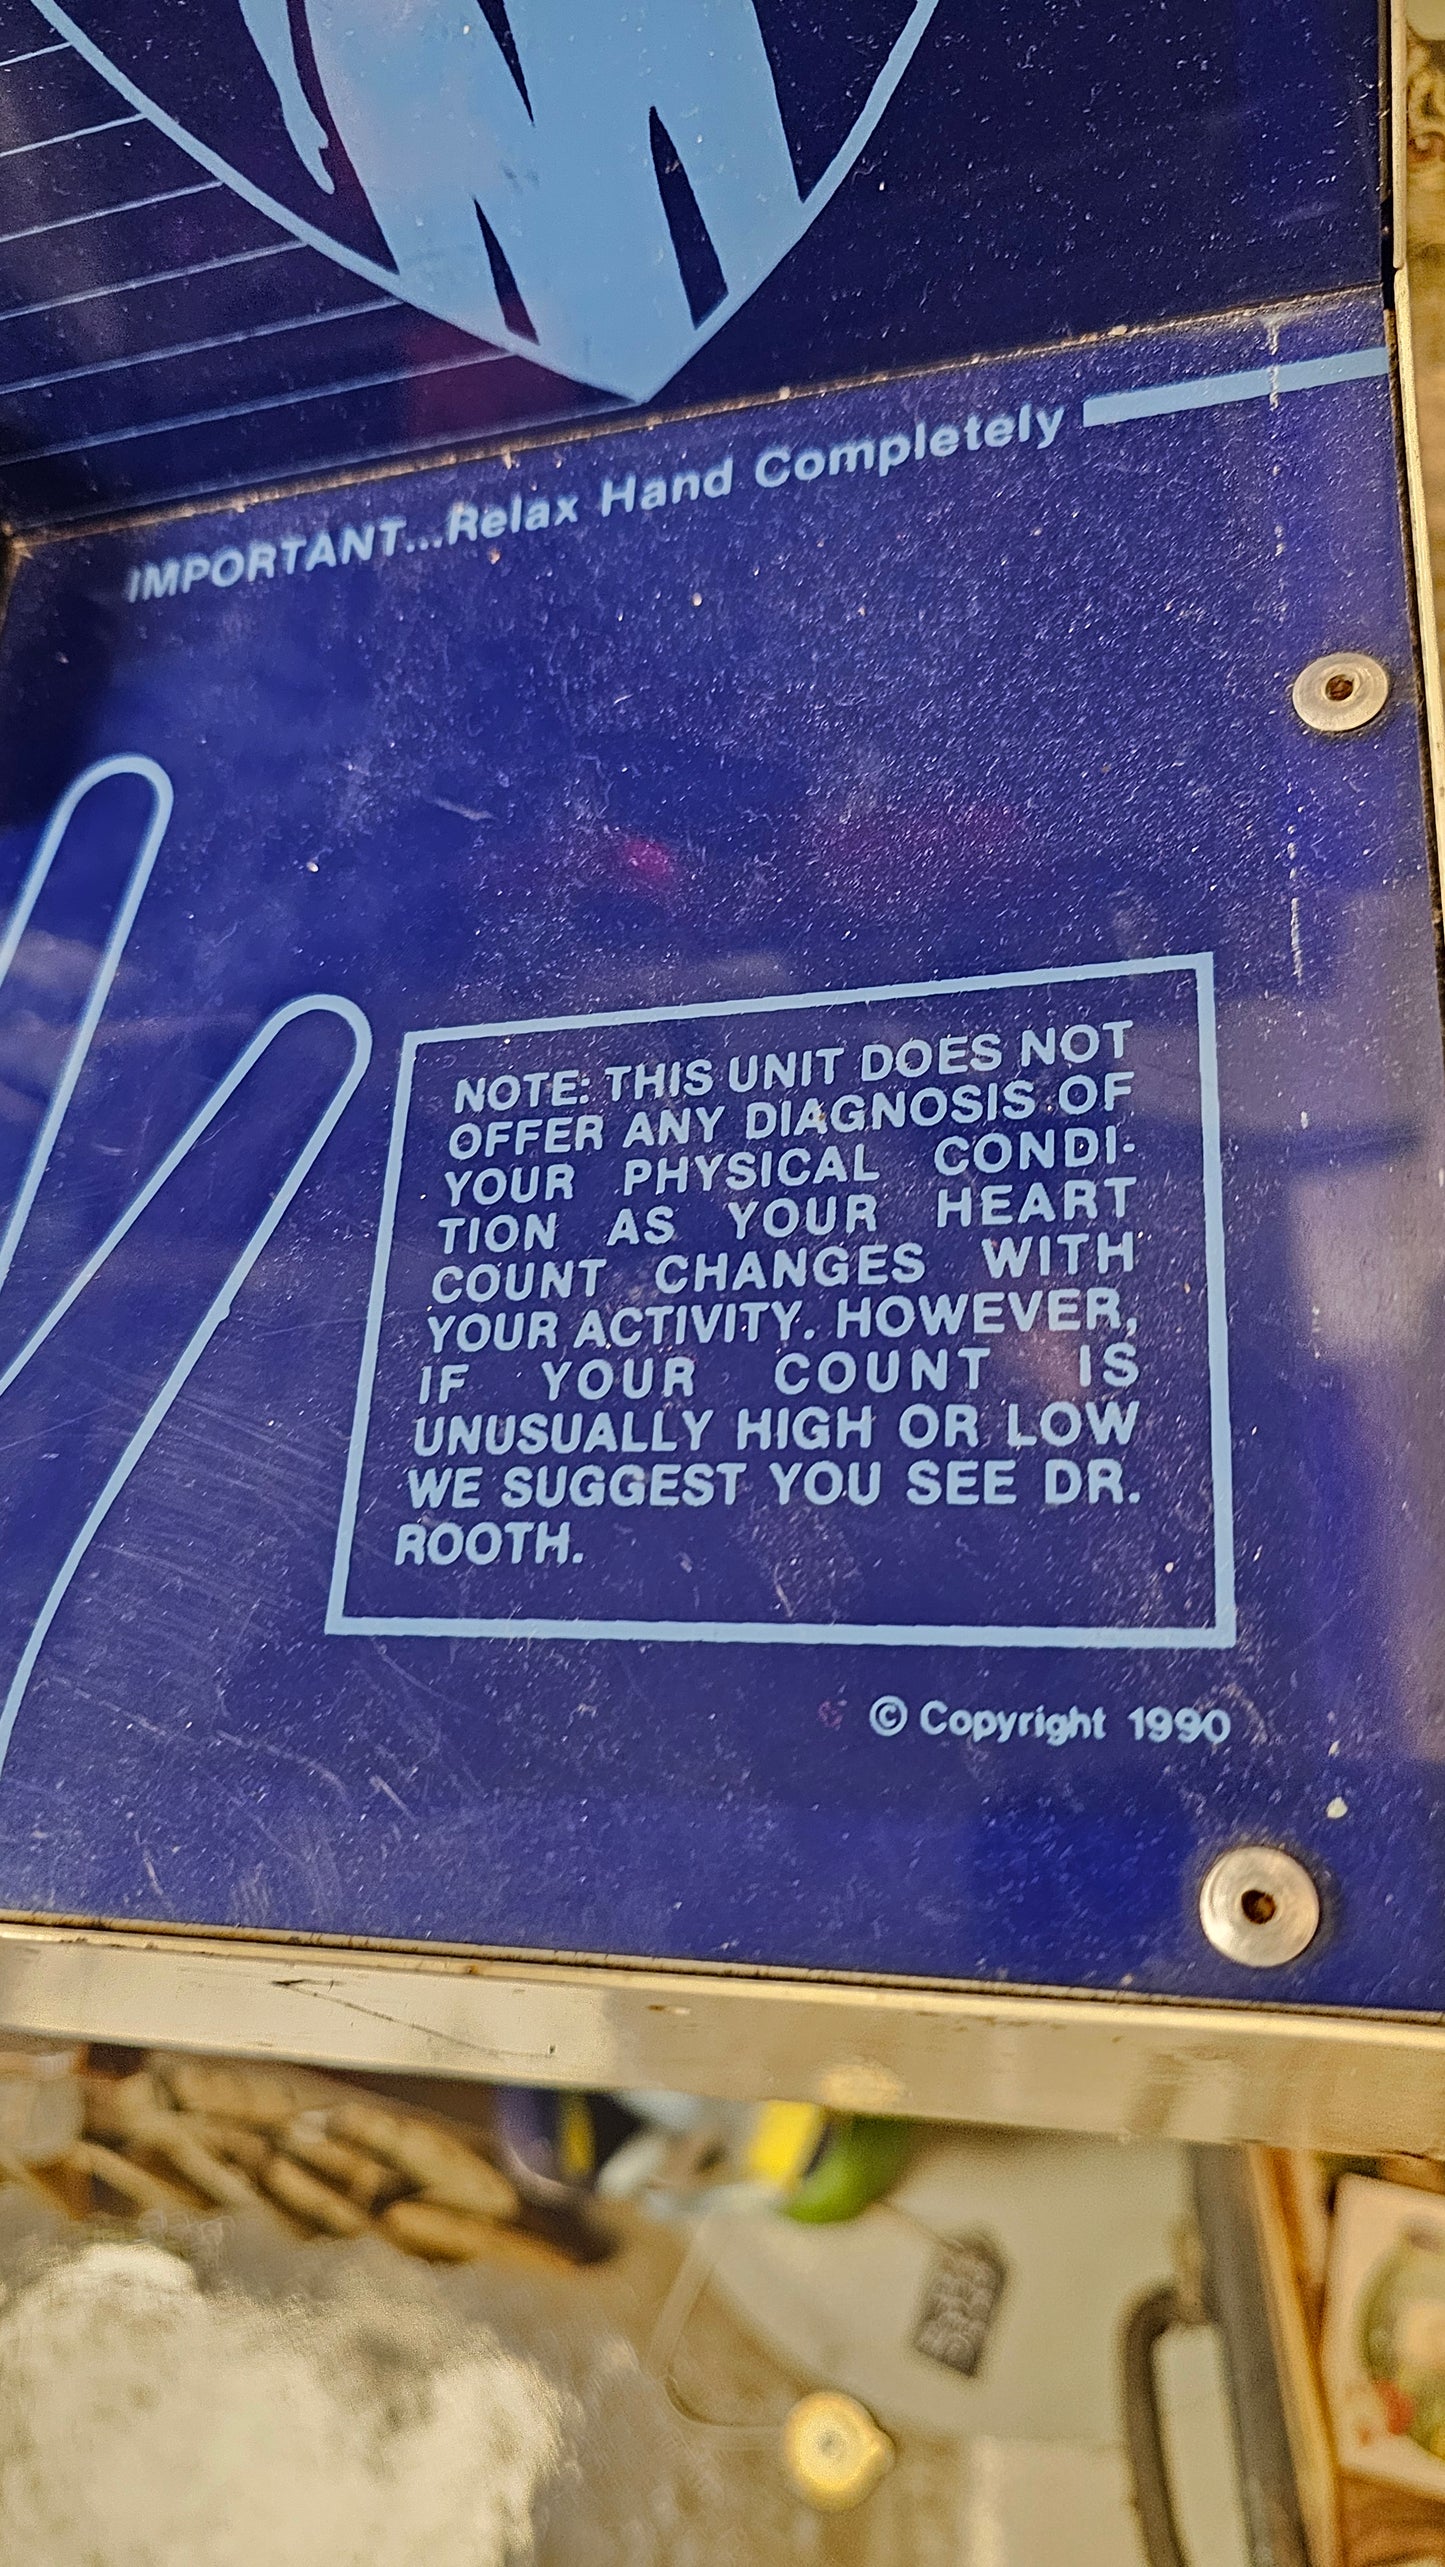 IMPORTANT...Relax Hand Completely
NOTE: THIS UNIT DOES NOT
OFFER ANY DIAGNOSIS OF
YOUR PHYSICAL CONDI-
TION AS YOUR HEART
COUNT CHANGES WITH
YOUR ACTIVITY. HOWEVER,
IF YOUR COUNT IS
UNUSUALLY HIGH OR LOW
WE SUGGEST YOU SEE DR.
ROOTH.
© Copyright 1990